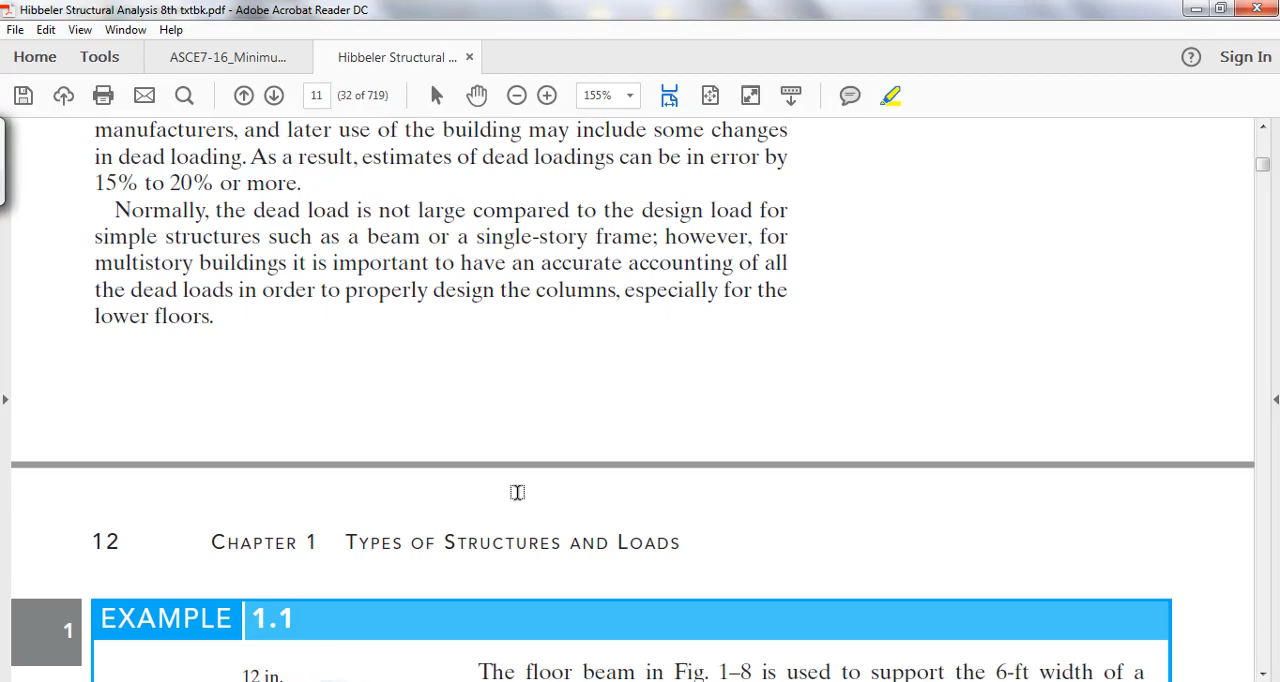 Hibbeler Structural Analysis 8th txtbk.pdf - Adobe Acrobat Reader DC
File Edit View Window Help
Home Tools ASCE7-16_Minimu... Hibbeler Structural ... × ? Sign In
11 (32 of 719) 155%
manufacturers, and later use of the building may include some changes
in dead loading. As a result, estimates of dead loadings can be in error by
15% to 20% or more.
Normally, the dead load is not large compared to the design load for
simple structures such as a beam or a single-story frame; however, for
multistory buildings it is important to have an accurate accounting of all
the dead loads in order to properly design the columns, especially for the
lower floors.
12 CHAPTER 1 TYPES OF STRUCTURES AND LOADS
EXAMPLE 1.1
1
12 in.
The floor beam in Fig. 1–8 is used to support the 6-ft width of a